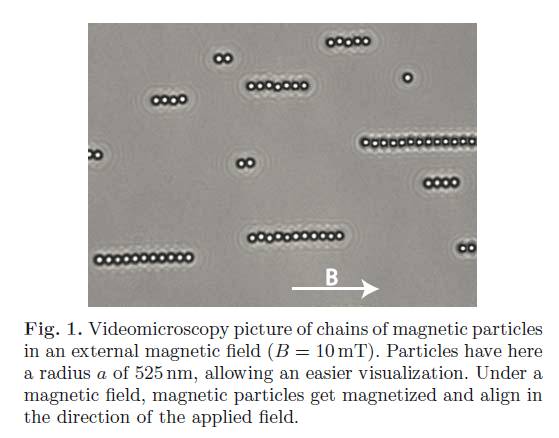 B
Fig. 1. Videomicroscopy picture of chains of magnetic particles
in an external magnetic field (B = 10 mT). Particles have here
a radius a of 525 nm, allowing an easier visualization. Under a
magnetic field, magnetic particles get magnetized and align in
the direction of the applied field.